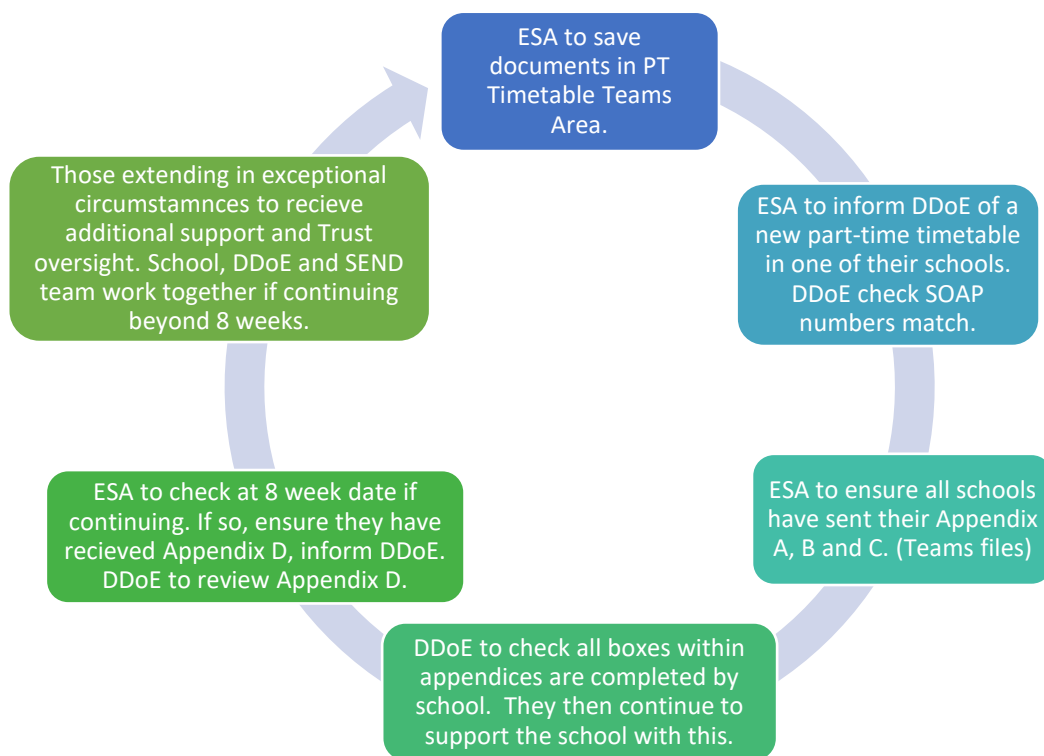 ESA to save
documents in PT
Timetable Teams
Area.
ESA to inform DDoE of a
new part-time timetable
in one of their schools.
DDoE check SOAP
numbers match.
ESA to ensure all schools
have sent their Appendix
A, B and C. (Teams files)
DDoE to check all boxes within
appendices are completed by
school.  They then continue to
support the school with this.
ESA to check at 8 week date if
continuing. If so, ensure they have
recieved Appendix D, inform DDoE.
DDoE to review Appendix D.
Those extending in exceptional
circumstamnces to recieve
additional support and Trust
oversight. School, DDoE and SEND
team work together if continuing
beyond 8 weeks.